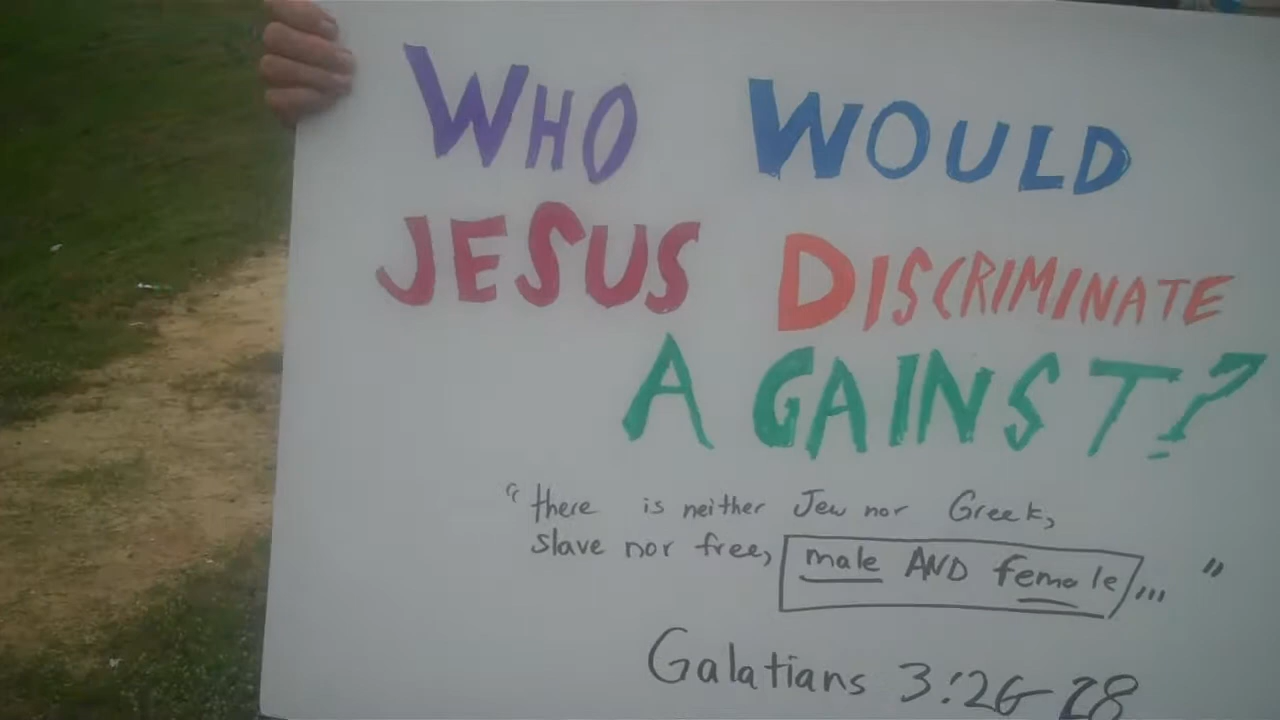 WHO WOULD
JESUS DISCRIMINATE
AGAINST?
"there is neither Jew nor Greek,
slave nor free, male AND female... "
Galatians 3:26-28